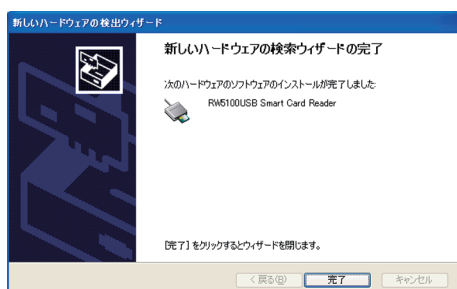 新しいハードウェアの検出ウィザード
新しいハードウェアの検索ウィザードの完了
次のハードウェアのソフトウェアのインストールが完了しました:
RW5100USB Smart Card Reader
[完了] をクリックするとウィザードを閉じます。
< 戻る(B) 完了 キャンセル